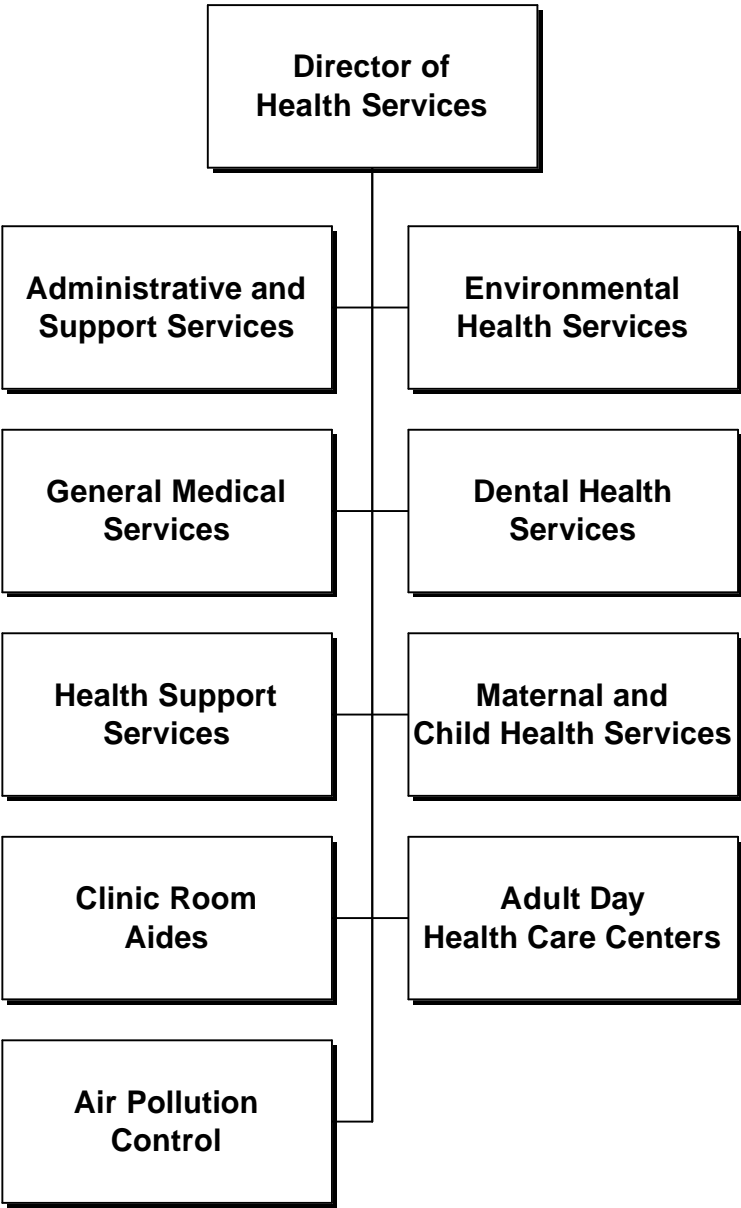 Director of
Health Services
Administrative and
Support Services
Environmental
Health Services
General Medical
Services
Dental Health
Services
Health Support
Services
Maternal and
Child Health Services
Clinic Room
Aides
Adult Day
Health Care Centers
Air Pollution
Control